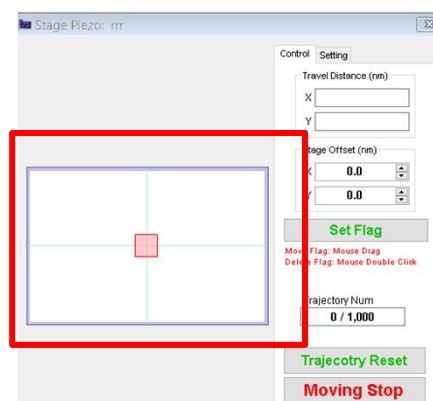 Stage Piezo: rrr
Control Setting
Travel Distance (nm)
X
Y
Stage Offset (nm)
X 0.0
Y 0.0
Set Flag
Move Flag: Mouse Drag
Delete Flag: Mouse Double Click
Trajectory Num
0 / 1,000
Trajecotry Reset
Moving Stop